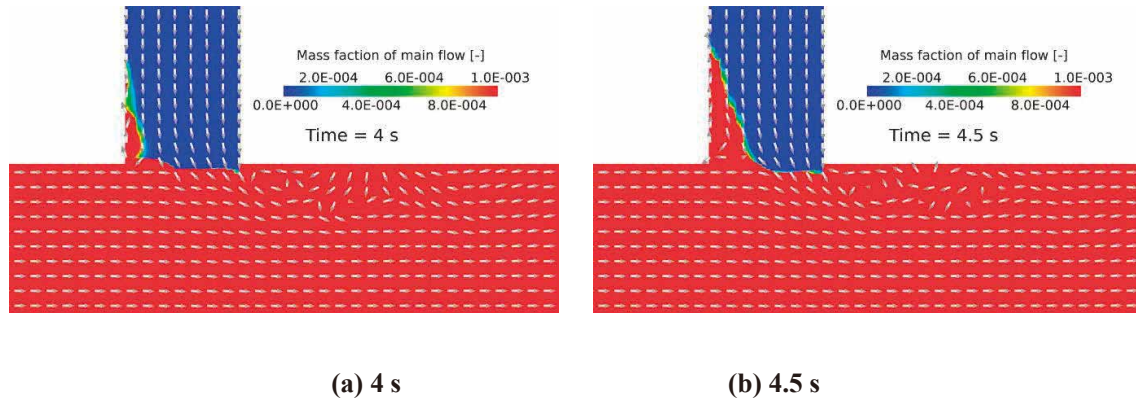 Mass faction of main flow [-]
2.0E-004 6.0E-004 1.0E-003
0.0E+000 4.0E-004 8.0E-004
Time = 4 s
Mass faction of main flow [-]
2.0E-004 6.0E-004 1.0E-003
0.0E+000 4.0E-004 8.0E-004
Time = 4.5 s
(a) 4 s
(b) 4.5 s